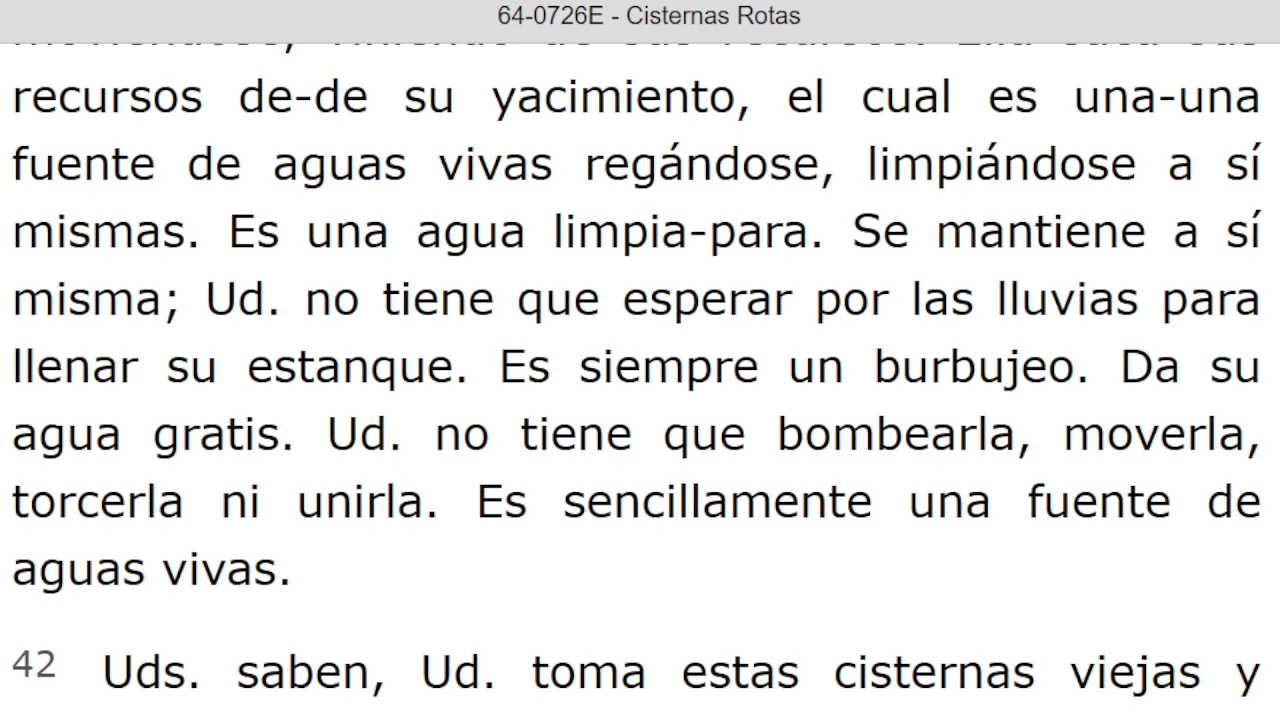 64-0726E - Cisternas Rotas
recursos de-de su yacimiento, el cual es una-una
fuente de aguas vivas regándose, limpiándose a sí
mismas. Es una agua limpia-para. Se mantiene a sí
misma; Ud. no tiene que esperar por las lluvias para
llenar su estanque. Es siempre un burbujeo. Da su
agua gratis. Ud. no tiene que bombearla, moverla,
torcerla ni unirla. Es sencillamente una fuente de
aguas vivas.
42 Uds. saben, Ud. toma estas cisternas viejas y